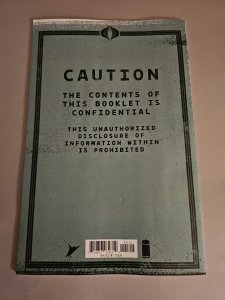 CAUTION
THE CONTENTS OF
THIS BOOKLET IS
CONFIDENTIAL
THIS UNAUTHORIZED
DISCLOSURE OF
INFORMATION WITHIN
IS PROHIBITED